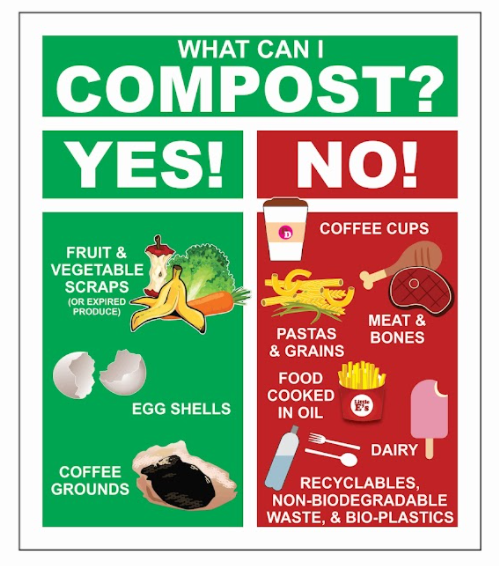 WHAT CAN I
COMPOST?
YES!
NO!
FRUIT &
VEGETABLE
SCRAPS
(OR EXPIRED
PRODUCE)
EGG SHELLS
COFFEE
GROUNDS
D
COFFEE CUPS
PASTAS
& GRAINS
MEAT &
BONES
FOOD
COOKED
IN OIL
Little
E's
DAIRY
RECYCLABLES,
NON-BIODEGRADABLE
WASTE, & BIO-PLASTICS